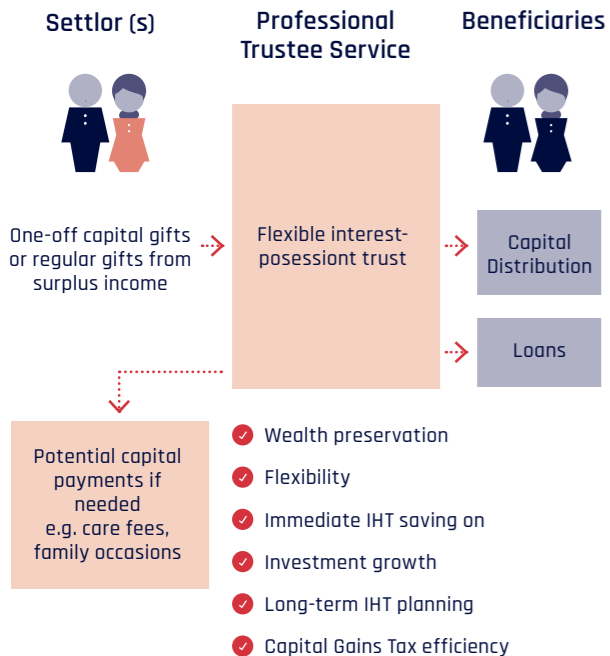 Settlor (s)
Professional
Trustee Service
Beneficiaries
One-off capital gifts
or regular gifts from
surplus income
Flexible interest-
posessiont trust
Capital
Distribution
Loans
Potential capital
payments if
needed
e.g. care fees,
family occasions
Wealth preservation
Flexibility
Immediate IHT saving on
Investment growth
Long-term IHT planning
Capital Gains Tax efficiency